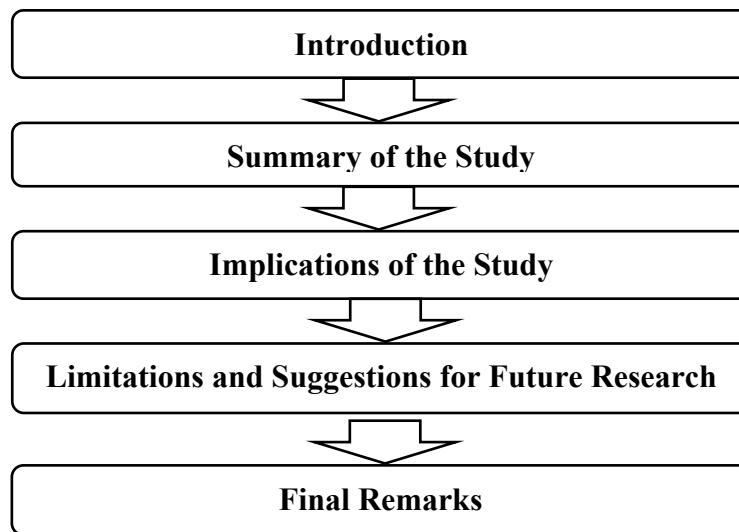 Introduction
Summary of the Study
Implications of the Study
Limitations and Suggestions for Future Research
Final Remarks